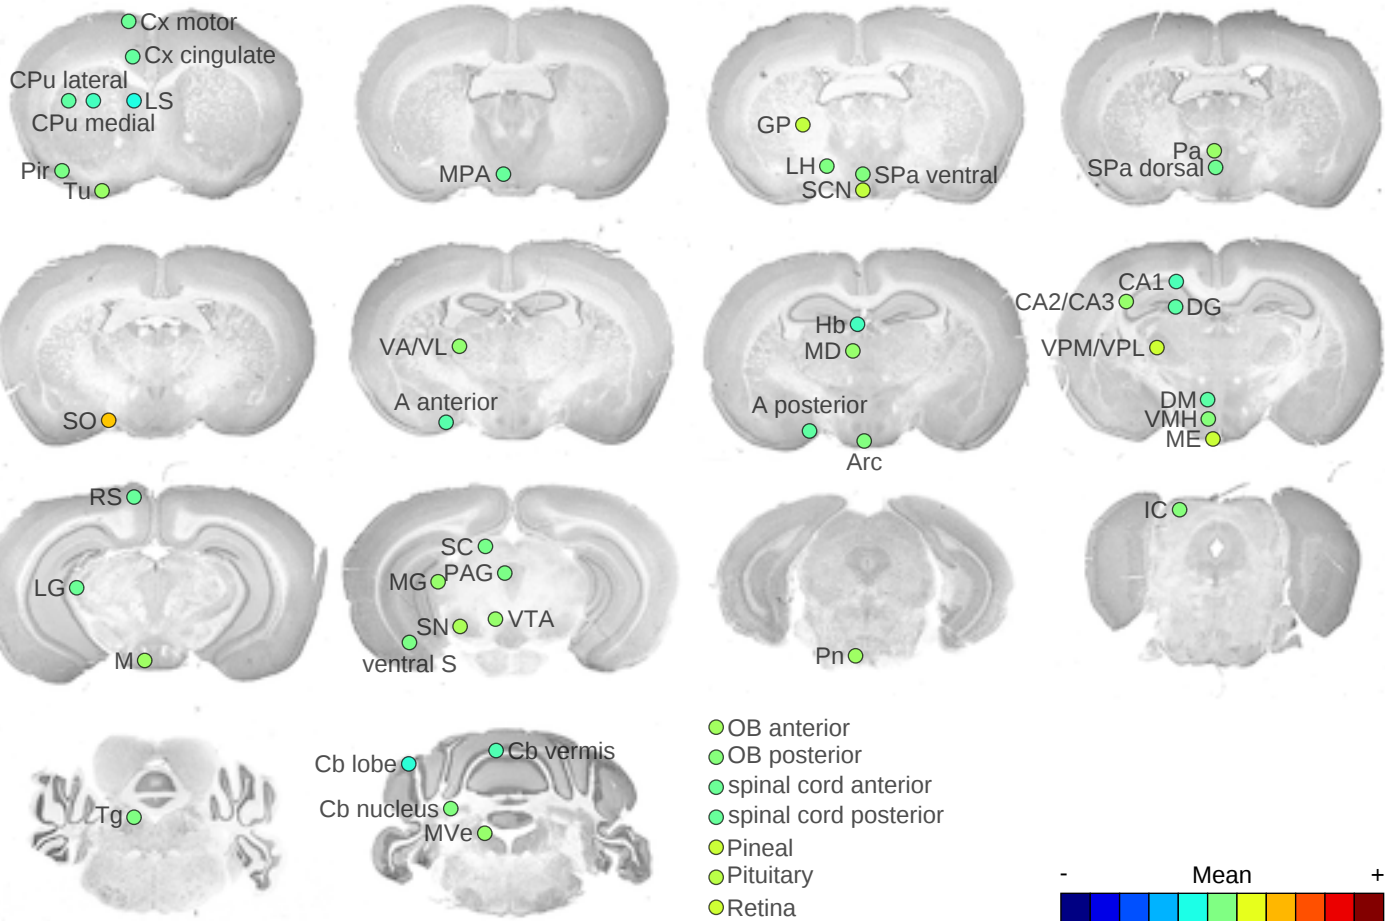 Cx motor
Cx cingulate
CPu lateral
LS
CPu medial
Pir
Tu
MPA
GP
LH
SPa ventral
SCN
Pa
SPa dorsal
SO
VA/VL
A anterior
Hb
MD
A posterior
Arc
CA1
CA2/CA3
DG
VPM/VPL
DM
VMH
ME
RS
LG
M
SC
PAG
MG
VTA
SN
ventral S
Pn
IC
Tg
Cb lobe
Cb vermis
Cb nucleus
MVe
OB anterior
OB posterior
spinal cord anterior
spinal cord posterior
Pineal
Pituitary
Retina
- Mean +